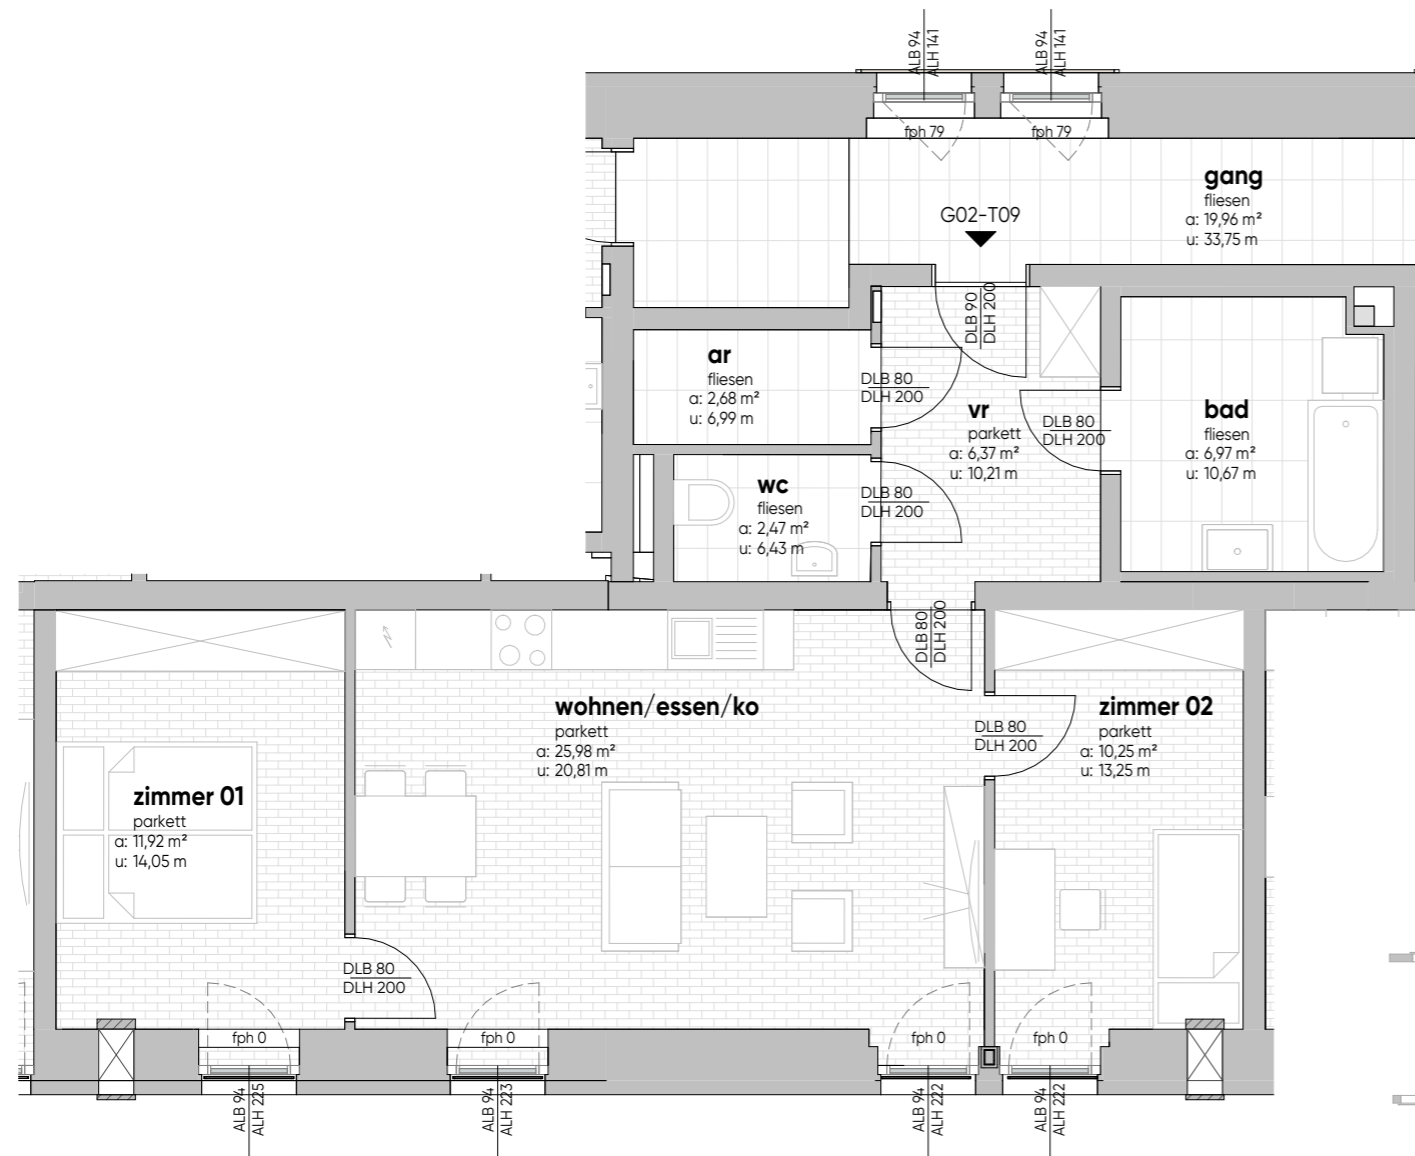 ALB 94
ALH 141
ALB 94
ALH 141
fph 79
fph 79
gang
fliesen
a: 19,96 m²
u: 33,75 m
G02-T09
DLB 90
DLH 200
ar
fliesen
a: 2,68 m²
u: 6,99 m
DLB 80
DLH 200
vr
parkett
a: 6,37 m²
u: 10,21 m
DLB 80
DLH 200
bad
fliesen
a: 6,97 m²
u: 10,67 m
wc
fliesen
a: 2,47 m²
u: 6,43 m
DLB 80
DLH 200
DLB 80
DLH 200
wohnen/essen/ko
parkett
a: 25,98 m²
u: 20,81 m
DLB 80
DLH 200
zimmer 02
parkett
a: 10,25 m²
u: 13,25 m
zimmer 01
parkett
a: 11,92 m²
u: 14,05 m
DLB 80
DLH 200
fph 0
fph 0
fph 0
fph 0
ALB 94
ALH 225
ALB 94
ALH 223
ALB 94
ALH 222
ALB 94
ALH 222